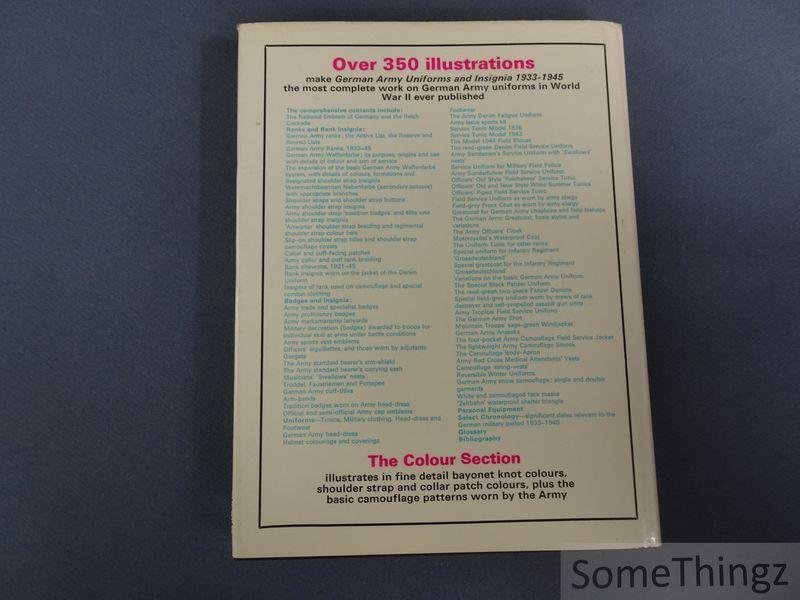 Over 350 illustrations
make German Army Uniforms and Insignia 1933-1945
the most complete work on German Army uniforms in World
War II ever published
The comprehensive contents include:
The National Emblem of Germany and the Reich
Cockade
Ranks and Rank Insignia:
German Army ranks: the Active List, the Reserve and
Retired Lists
German Army Ranks, 1933–45
German Army Waffenfarbe; its purpose, origins and use
with details of colour and arm of service
The expansion of the basic German Army Waffenfarbe
system, with details of colours, formations and
designated shoulder strap insignia
Wehrmachtbeamten Nebenfarbe (secondary colours)
with appropriate branches
Shoulder straps and shoulder strap buttons
Army shoulder strap insignia
Army shoulder strap 'tradition badges' and élite unit
shoulder strap insignia
'Anwärter' shoulder strap braiding and regimental
shoulder strap colour bars
Slip-on shoulder strap titles and shoulder strap
camouflage covers
Collar and cuff-facing patches
Army collar and cuff rank braiding
Rank chevrons, 1921–45
Rank insignia worn on the jacket of the Denim
Uniform
Insignia of rank used on camouflage and special
combat clothing
Badges and Insignia:
Army trade and specialist badges
Army proficiency badges
Army marksmanship lanyards
Military decoration (badges) awarded to troops for
individual skill at arms under battle conditions
Army sports vest emblems
Officers' aiguillettes, and those worn by adjutants
Gorgets
The Army standard bearer's arm-shield
The Army standard bearer's carrying sash
Musicians' 'Swallows' nests'.
Troddel, Faustriemen and Portepee
German Army cuff-titles
Arm-bands
Tradition badges worn on Army head-dress
Official and semi-official Army cap emblems
Uniforms—Tunics, Military clothing, Head-dress and
Footwear
German Army head-dress
Helmet colourings and coverings
Footwear
The Army Denim Fatigue Uniform
Army issue sports kit
Service Tunic Model 1936
Service Tunic Model 1943
The Model 1944 Field Blouse
The reed-green Denim Field Service Uniform
Army Bandsmen's Service Uniform with 'Swallows'
nests'
Service Uniform for Military Field Police
Army Sonderführer Field Service Uniform
Officers' Old Style 'Reichsheer' Service Tunic
Officers' Old and New Style White Summer Tunics
Officers' Piped Field Service Tunic
Field Service Uniform as worn by army clergy
Field-grey Frock Coat as worn by army clergy
Greatcoat for German Army chaplains and field bishops
The German Army Greatcoat, basic styles and
variations
The Army Officers' Cloak
Motorcyclist's Waterproof Coat
The Uniform Tunic for other ranks
Special uniform for Infantry Regiment
'Grossdeutschland'
Special greatcoat for the Infantry Regiment
'Grossdeutschland'
Variations on the basic German Army Uniform
The Special Black Panzer Uniform
The reed-green two-piece Panzer Denims
Special field-grey uniform worn by crews of tank
destroyer and self-propelled assault gun units
Army Tropical Field Service Uniform
The German Army Shirt
Mountain Troops' sage-green Windjacket
German Army Anoraks
The four-pocket Army Camouflage Field Service Jacket
The lightweight Army Camouflage Smock
The Camouflage Body-Apron
Army Red Cross Medical Attendants' Vests
Camouflage 'string-vests'
Reversible Winter Uniforms
German Army snow camouflage: single and double
garments
White and camouflaged face masks
'Zeltbahn' waterproof shelter triangle
Personal Equipment
Select Chronology—significant dates relevant to the
German military period 1933–1945
Glossary
Bibliography
The Colour Section
illustrates in fine detail bayonet knot colours,
shoulder strap and collar patch colours, plus the
basic camouflage patterns worn by the Army
SomeThingz